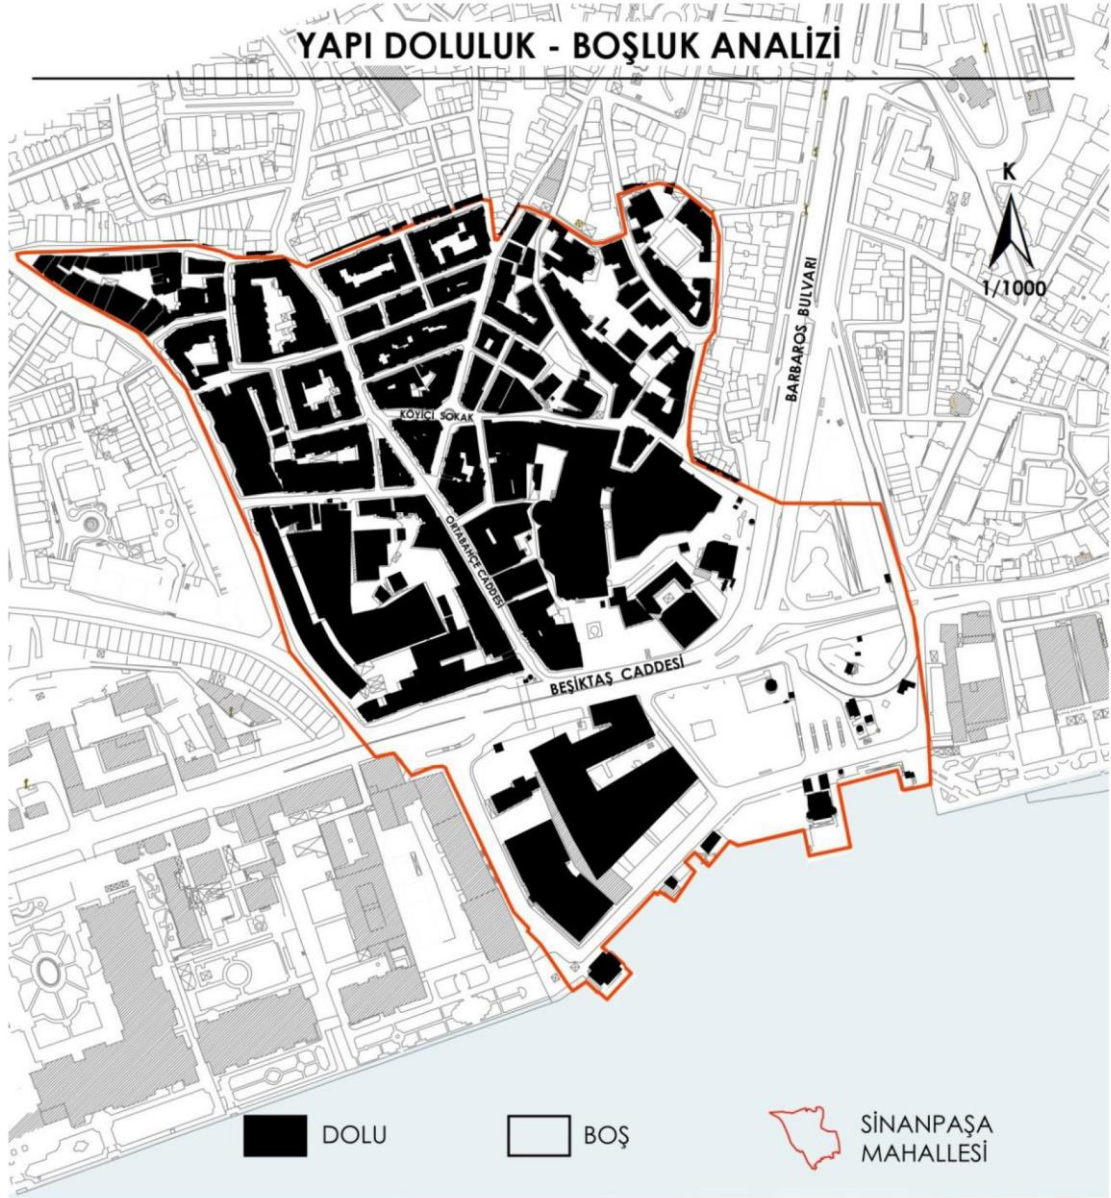 YAPI DOLULUK - BOŞLUK ANALİZİ
K
1/1000
BARBAROS BULVARI
KÖYİÇİ SOKAK
ORTABAHÇE CADDESİ
BEŞİKTAŞ CADDESİ
DOLU
BOŞ
SİNANPAŞA
MAHALLESİ